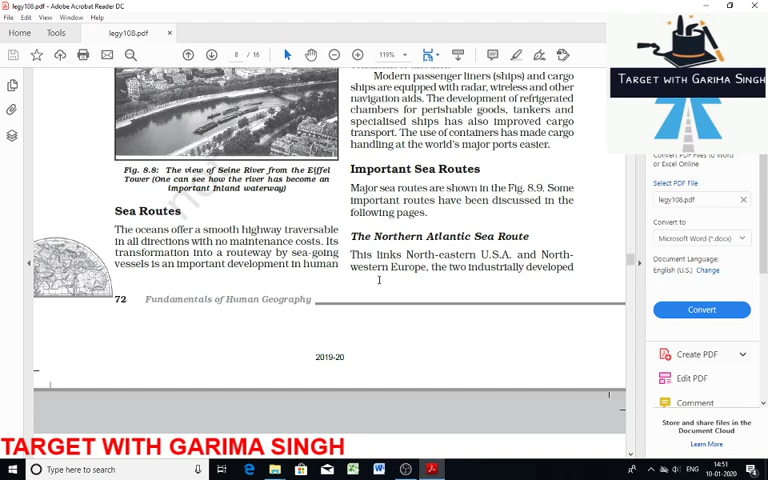 legy108.pdf - Adobe Acrobat Reader DC
File Edit View Window Help
Home Tools legy108.pdf ×
8 / 16 119%
Modern passenger liners (ships) and cargo
ships are equipped with radar, wireless and other
navigation aids. The development of refrigerated
chambers for perishable goods, tankers and
specialised ships has also improved cargo
transport. The use of containers has made cargo
handling at the world's major ports easier.
Fig. 8.8: The view of Seine River from the Eiffel
Tower (One can see how the river has become an
important Inland waterway)
Sea Routes
The oceans offer a smooth highway traversable
in all directions with no maintenance costs. Its
transformation into a routeway by sea-going
vessels is an important development in human
Important Sea Routes
Major sea routes are shown in the Fig. 8.9. Some
important routes have been discussed in the
following pages.
The Northern Atlantic Sea Route
This links North-eastern U.S.A. and North-
western Europe, the two industrially developed
72 Fundamentals of Human Geography
2019-20
TARGET WITH GARIMA SINGH
Convert PDFs to Word
or Excel Online
Select PDF File
legy108.pdf
Convert to
Microsoft Word (*.docx)
Document Language:
English (U.S.) Change
Convert
Create PDF
Edit PDF
Comment
Store and share files in the
Document Cloud
Learn More
TARGET WITH GARIMA SINGH
Type here to search
14:51
10-01-2020